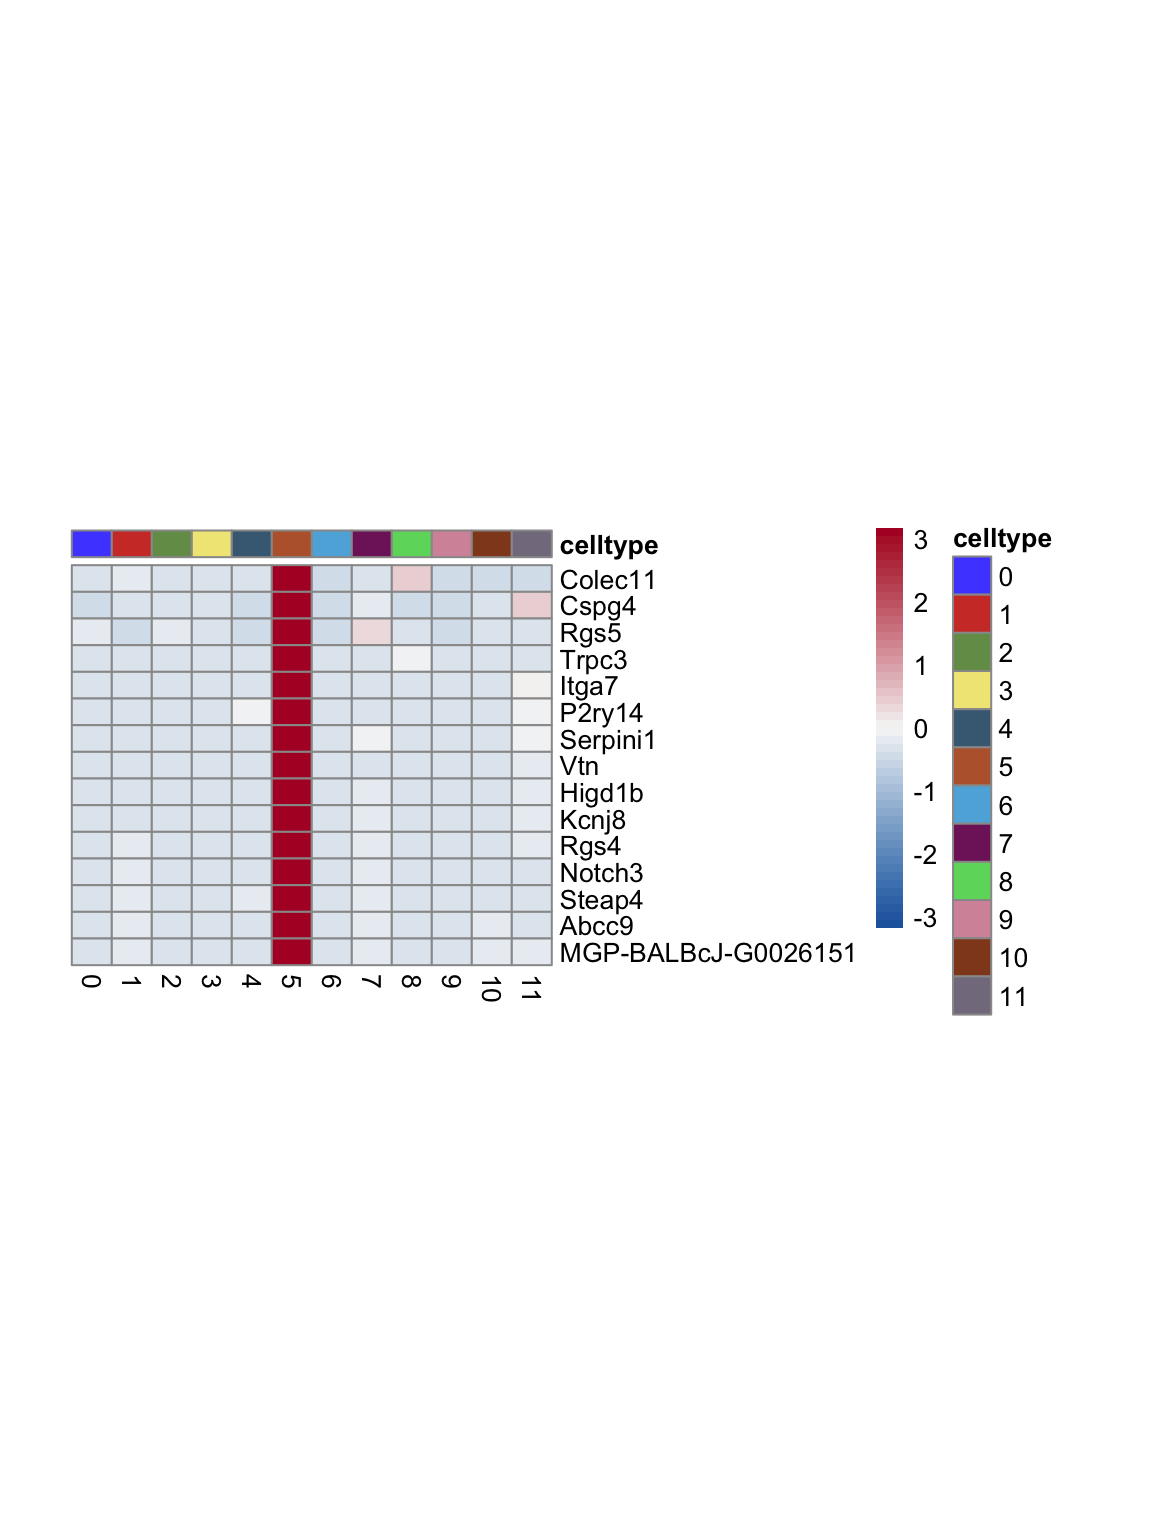 celltype
Colec11
Cspg4
Rgs5
Trpc3
Itga7
P2ry14
Serpini1
Vtn
Higd1b
Kcnj8
Rgs4
Notch3
Steap4
Abcc9
MGP-BALBcJ-G0026151
0 1 2 3 4 5 6 7 8 9 10 11
3
2
1
0
-1
-2
-3
celltype
0
1
2
3
4
5
6
7
8
9
10
11